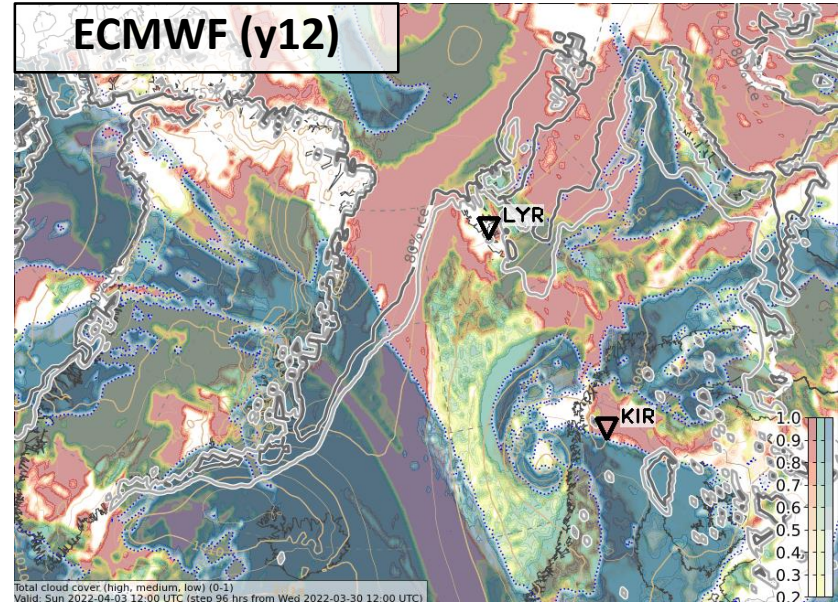 ECMWF (y12)
80% ice
LYR
KIR
1.0
0.9
0.8
0.7
0.6
0.5
0.4
0.3
0.2
Total cloud cover (high, medium, low) (0-1)
Valid: Sun 2022-04-03 12:00 UTC (step 96 hrs from Wed 2022-03-30 12:00 UTC)